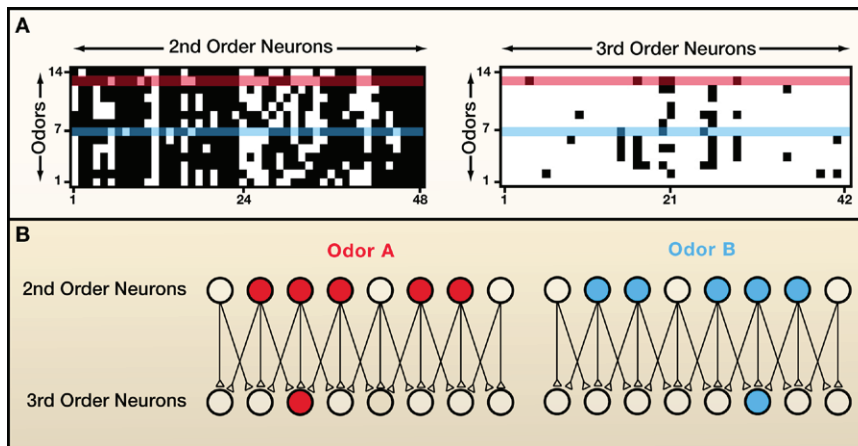 A
2nd Order Neurons
3rd Order Neurons
14
7
1
Odors
1
24
48
14
7
1
Odors
1
21
42
B
Odor A
Odor B
2nd Order Neurons
3rd Order Neurons